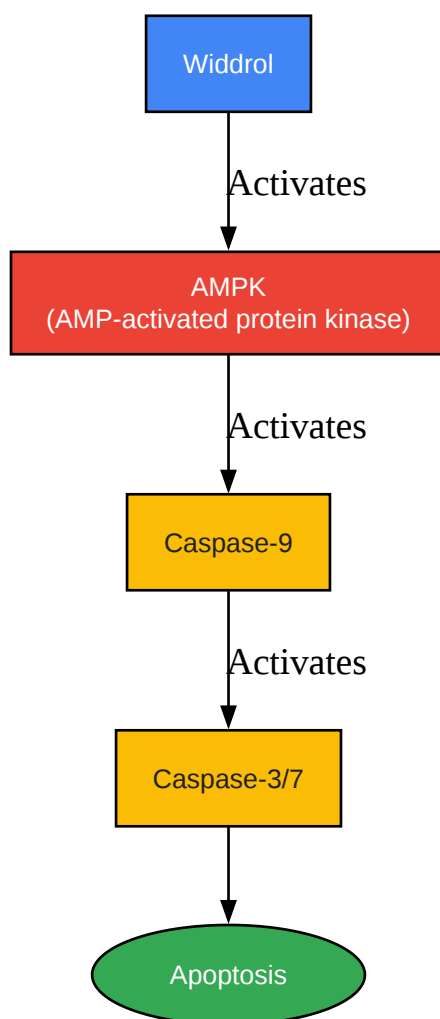 Widdrol
Activates
AMPK
(AMP-activated protein kinase)
Activates
Caspase-9
Activates
Caspase-3/7
Apoptosis